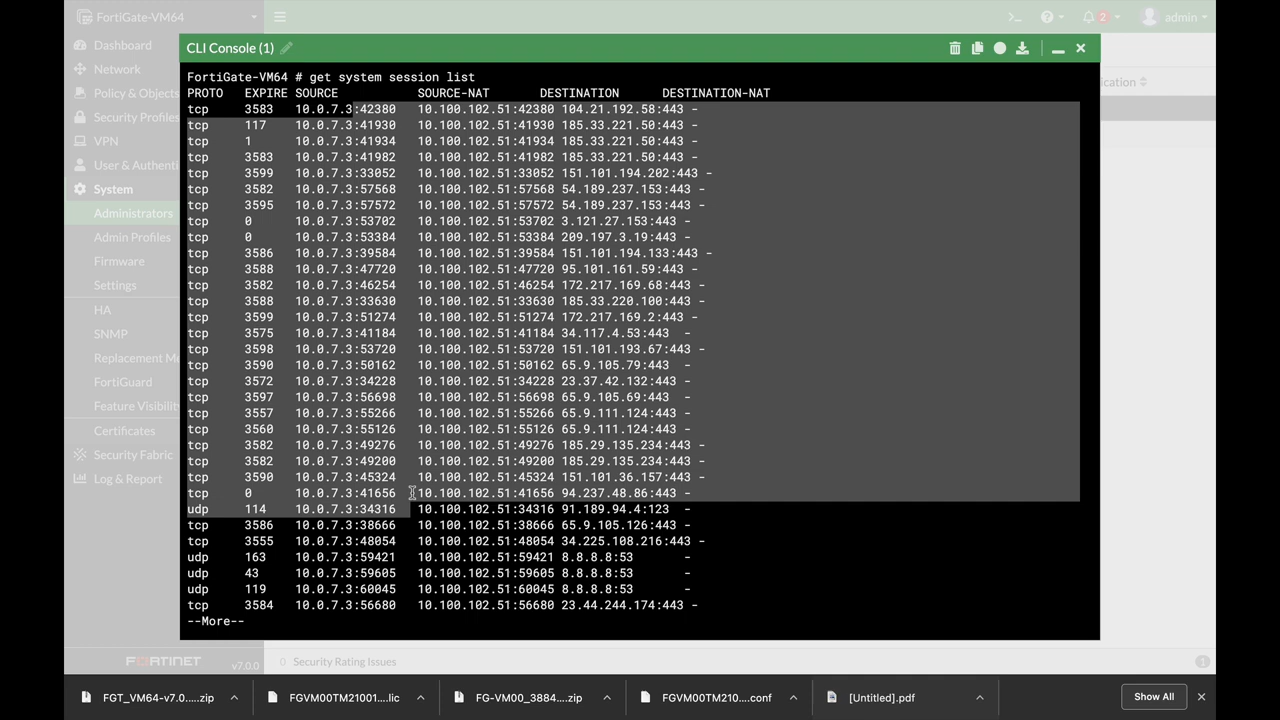 FortiGate-VM64
2
admin
Dashboard
Network
Policy & Objects
Security Profiles
VPN
User & Authenti
System
Administrators
Admin Profiles
Firmware
Settings
HA
SNMP
Replacement M
FortiGuard
Feature Visibility
Certificates
Security Fabric
Log & Report
FORTINET v7.0.0
ication
CLI Console (1)
FortiGate-VM64 # get system session list
PROTO EXPIRE SOURCE SOURCE-NAT DESTINATION DESTINATION-NAT
tcp 3583 10.0.7.3:42380 10.100.102.51:42380 104.21.192.58:443 -
tcp 117 10.0.7.3:41930 10.100.102.51:41930 185.33.221.50:443 -
tcp 1 10.0.7.3:41934 10.100.102.51:41934 185.33.221.50:443 -
tcp 3583 10.0.7.3:41982 10.100.102.51:41982 185.33.221.50:443 -
tcp 3599 10.0.7.3:33052 10.100.102.51:33052 151.101.194.202:443 -
tcp 3582 10.0.7.3:57568 10.100.102.51:57568 54.189.237.153:443 -
tcp 3595 10.0.7.3:57572 10.100.102.51:57572 54.189.237.153:443 -
tcp 0 10.0.7.3:53702 10.100.102.51:53702 3.121.27.153:443 -
tcp 0 10.0.7.3:53384 10.100.102.51:53384 209.197.3.19:443 -
tcp 3586 10.0.7.3:39584 10.100.102.51:39584 151.101.194.133:443 -
tcp 3588 10.0.7.3:47720 10.100.102.51:47720 95.101.161.59:443 -
tcp 3582 10.0.7.3:46254 10.100.102.51:46254 172.217.169.68:443 -
tcp 3588 10.0.7.3:33630 10.100.102.51:33630 185.33.220.100:443 -
tcp 3599 10.0.7.3:51274 10.100.102.51:51274 172.217.169.2:443 -
tcp 3575 10.0.7.3:41184 10.100.102.51:41184 34.117.4.53:443 -
tcp 3598 10.0.7.3:53720 10.100.102.51:53720 151.101.193.67:443 -
tcp 3590 10.0.7.3:50162 10.100.102.51:50162 65.9.105.79:443 -
tcp 3572 10.0.7.3:34228 10.100.102.51:34228 23.37.42.132:443 -
tcp 3597 10.0.7.3:56698 10.100.102.51:56698 65.9.105.69:443 -
tcp 3557 10.0.7.3:55266 10.100.102.51:55266 65.9.111.124:443 -
tcp 3560 10.0.7.3:55126 10.100.102.51:55126 65.9.111.124:443 -
tcp 3582 10.0.7.3:49276 10.100.102.51:49276 185.29.135.234:443 -
tcp 3582 10.0.7.3:49200 10.100.102.51:49200 185.29.135.234:443 -
tcp 3590 10.0.7.3:45324 10.100.102.51:45324 151.101.36.157:443 -
tcp 0 10.0.7.3:41656 10.100.102.51:41656 94.237.48.86:443 -
udp 114 10.0.7.3:34316 10.100.102.51:34316 91.189.94.4:123 -
tcp 3586 10.0.7.3:38666 10.100.102.51:38666 65.9.105.126:443 -
tcp 3555 10.0.7.3:48054 10.100.102.51:48054 34.225.108.216:443 -
udp 163 10.0.7.3:59421 10.100.102.51:59421 8.8.8.8:53 -
udp 43 10.0.7.3:59605 10.100.102.51:59605 8.8.8.8:53 -
udp 119 10.0.7.3:60045 10.100.102.51:60045 8.8.8.8:53 -
tcp 3584 10.0.7.3:56680 10.100.102.51:56680 23.44.244.174:443 -
--More--
0 Security Rating Issues
FGT_VM64-v7.0.....zip
FGVM00TM21001....lic
FG-VM00_3884....zip
FGVM00TM210....conf
[Untitled].pdf
Show All